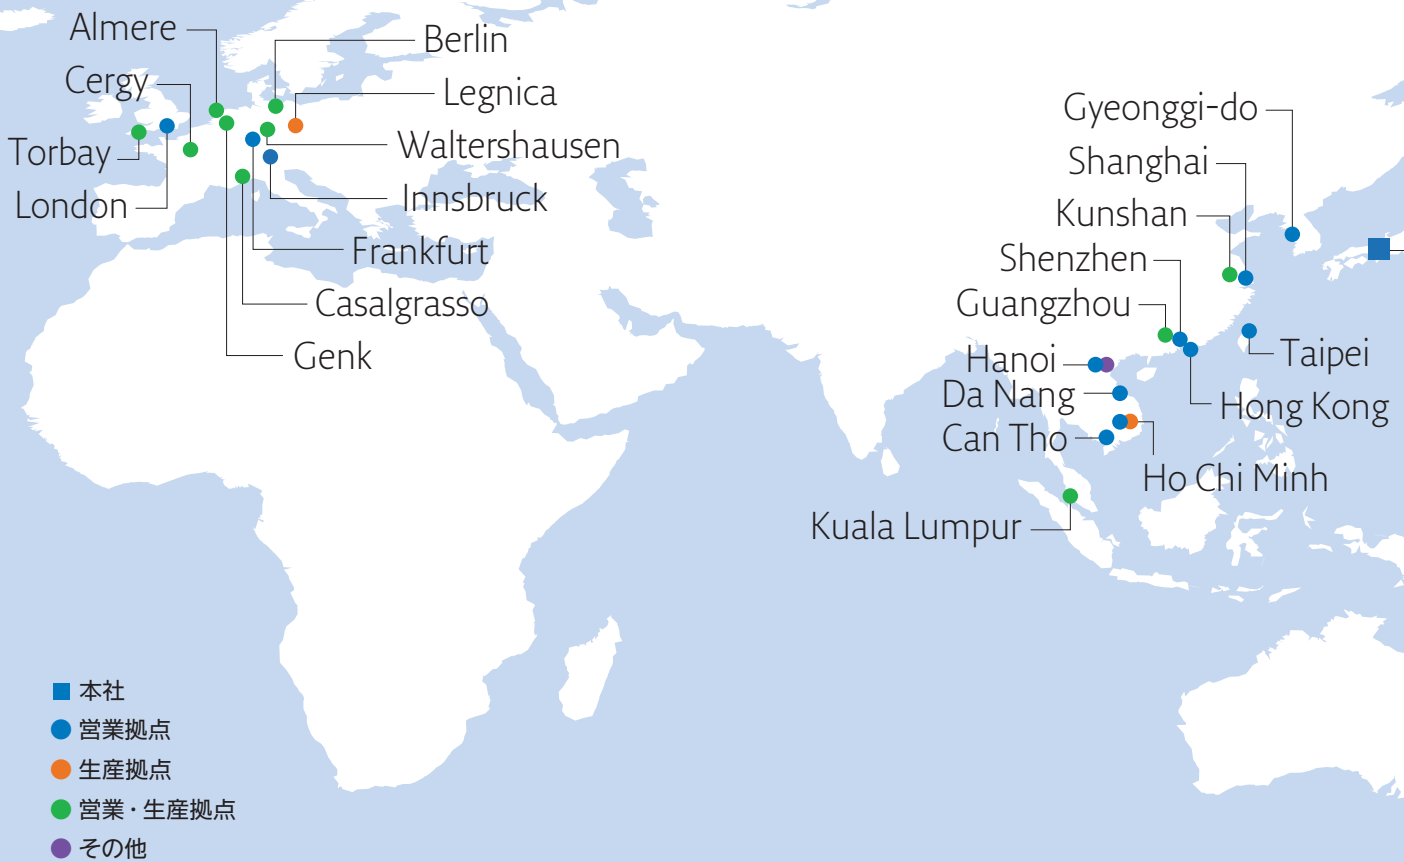 Almere
Berlin
Cergy
Legnica
Torbay
Waltershausen
London
Innsbruck
Frankfurt
Casalgrasso
Genk
Gyeonggi-do
Shanghai
Kunshan
Shenzhen
Guangzhou
Hanoi
Taipei
Da Nang
Hong Kong
Can Tho
Ho Chi Minh
Kuala Lumpur
本社
営業拠点
生産拠点
営業・生産拠点
その他